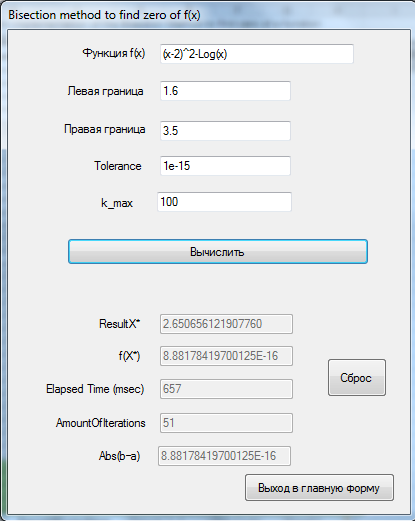 Bisection method to find zero of f(x)
Функция f(x) (x-2)^2-Log(x)
Левая граница 1.6
Правая граница 3.5
Tolerance 1e-15
k_max 100
Вычислить
ResultX* 2.650656121907760
f(X*) 8.88178419700125E-16
Elapsed Time (msec) 657
Сброс
AmountOfIterations 51
Abs(b-a) 8.88178419700125E-16
Выход в главную форму